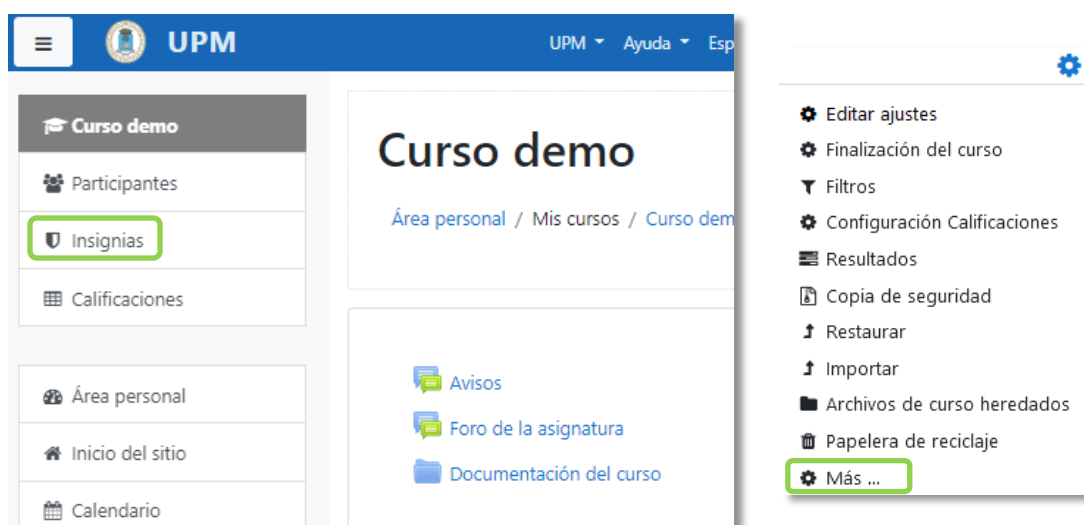 UPM
UPM Ayuda Esp
Curso demo
Participantes
Insignias
Calificaciones
Área personal
Inicio del sitio
Calendario
Curso demo
Área personal / Mis cursos / Curso dem
Avisos
Foro de la asignatura
Documentación del curso
Editar ajustes
Finalización del curso
Filtros
Configuración Calificaciones
Resultados
Copia de seguridad
Restaurar
Importar
Archivos de curso heredados
Papelera de reciclaje
Más ...